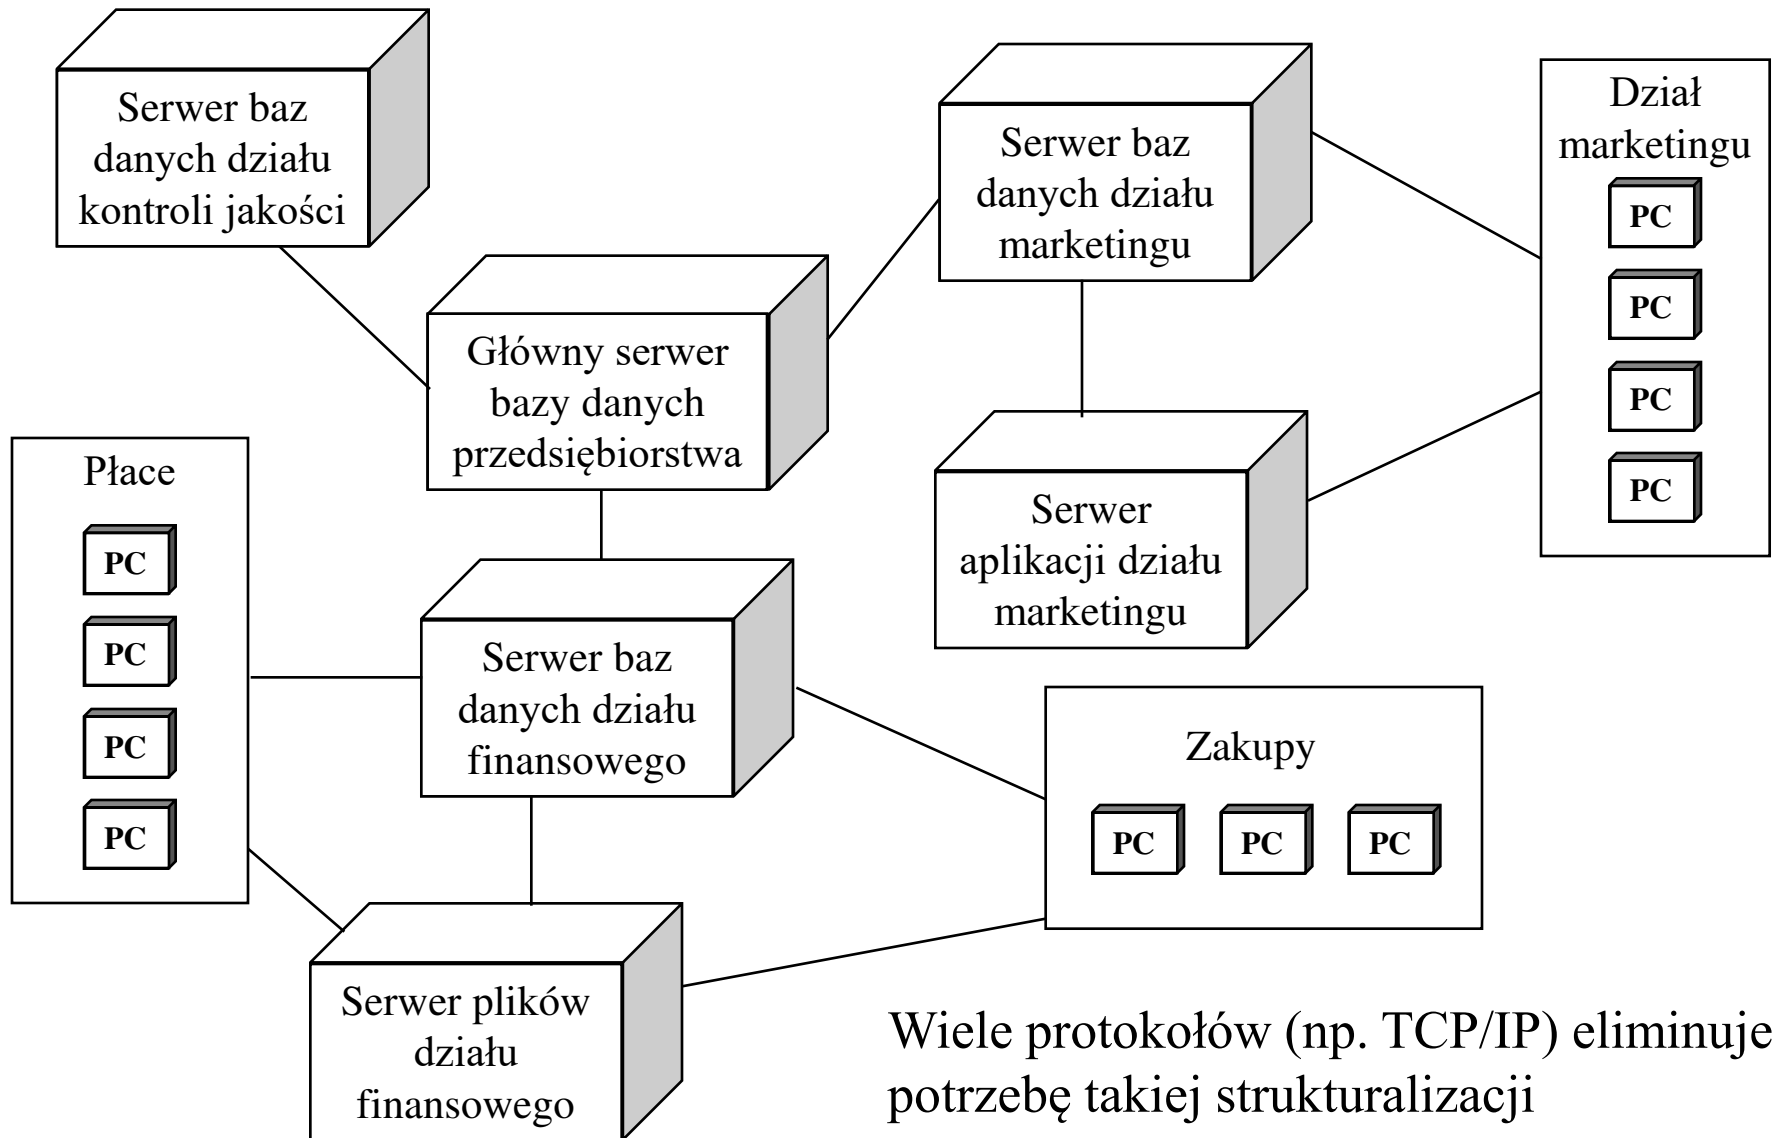 Serwer baz
danych działu
kontroli jakości
Serwer baz
danych działu
marketingu
Dział
marketingu
PC
PC
PC
PC
Główny serwer
bazy danych
przedsiębiorstwa
Płace
PC
PC
PC
PC
Serwer
aplikacji działu
marketingu
Serwer baz
danych działu
finansowego
Zakupy
PC
PC
PC
Serwer plików
działu
finansowego
Wiele protokołów (np. TCP/IP) eliminuje
potrzebę takiej strukturalizacji